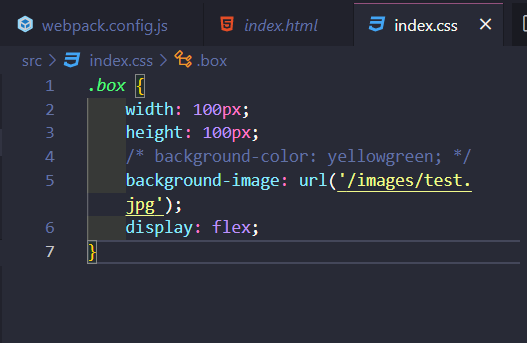 webpack.config.js index.html index.css
src > index.css > .box
1 .box {
2 width: 100px;
3 height: 100px;
4 /* background-color: yellowgreen; */
5 background-image: url('/images/test.
jpg');
6 display: flex;
7 }